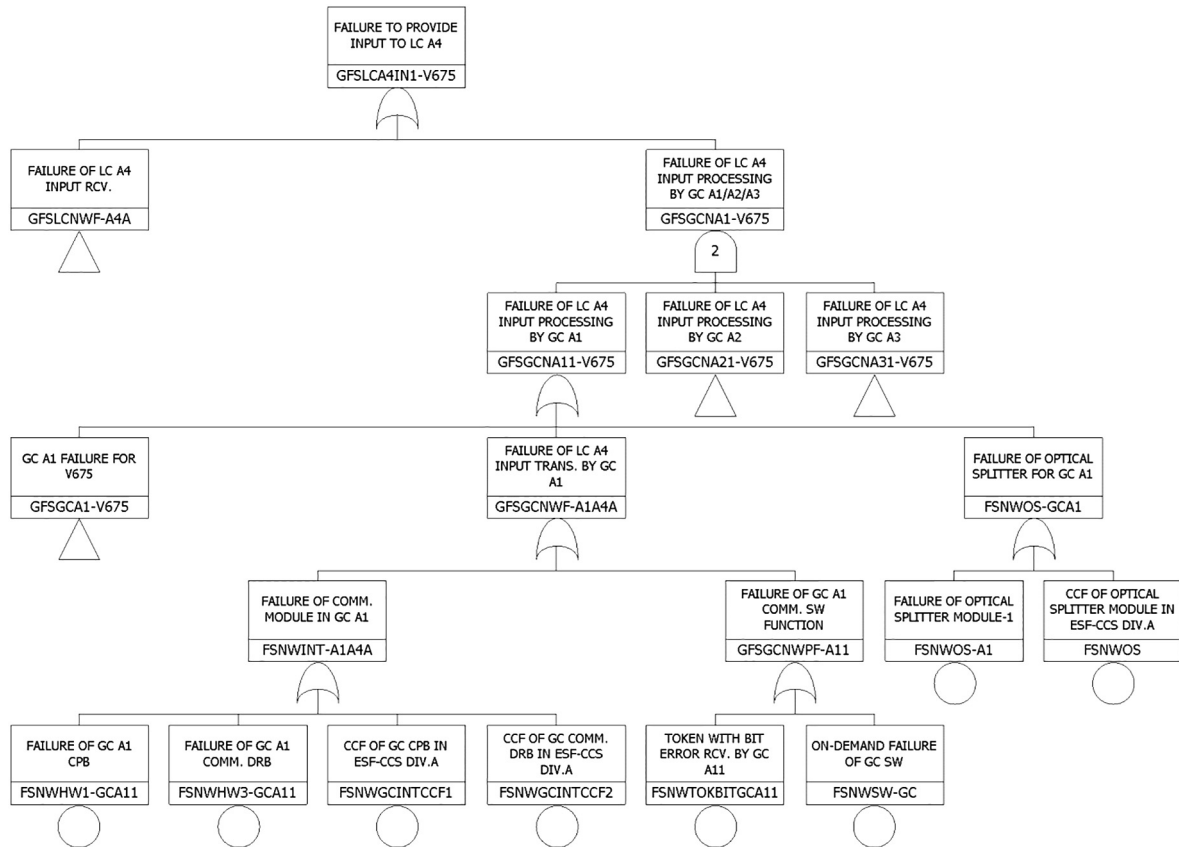 FAILURE TO PROVIDE
INPUT TO LC A4
GFSLCA4IN1-V675
FAILURE OF LC A4
INPUT RCV.
GFSLCNWF-A4A
FAILURE OF LC A4
INPUT PROCESSING
BY GC A1/A2/A3
GFSGCNA1-V675
2
FAILURE OF LC A4
INPUT PROCESSING
BY GC A1
GFSGCNA11-V675
FAILURE OF LC A4
INPUT PROCESSING
BY GC A2
GFSGCNA21-V675
FAILURE OF LC A4
INPUT PROCESSING
BY GC A3
GFSGCNA31-V675
GC A1 FAILURE FOR
V675
GFSGCA1-V675
FAILURE OF LC A4
INPUT TRANS. BY GC
A1
GFSGCNWF-A1A4A
FAILURE OF OPTICAL
SPLITTER FOR GC A1
FSNWOS-GCA1
FAILURE OF COMM.
MODULE IN GC A1
FSNWINT-A1A4A
FAILURE OF GC A1
COMM. SW
FUNCTION
GFSGCNWPF-A11
FAILURE OF OPTICAL
SPLITTER MODULE-1
FSNWOS-A1
CCF OF OPTICAL
SPLITTER MODULE IN
ESF-CCS DIV.A
FSNWOS
FAILURE OF GC A1
CPB
FSNWHW1-GCA11
FAILURE OF GC A1
COMM. DRB
FSNWHW3-GCA11
CCF OF GC CPB IN
ESF-CCS DIV.A
FSNWGCINTCCF1
CCF OF GC COMM.
DRB IN ESF-CCS
DIV.A
FSNWGCINTCCF2
TOKEN WITH BIT
ERROR RCV. BY GC
A11
FSNWTOKBITGCA11
ON-DEMAND FAILURE
OF GC SW
FSNWSW-GC